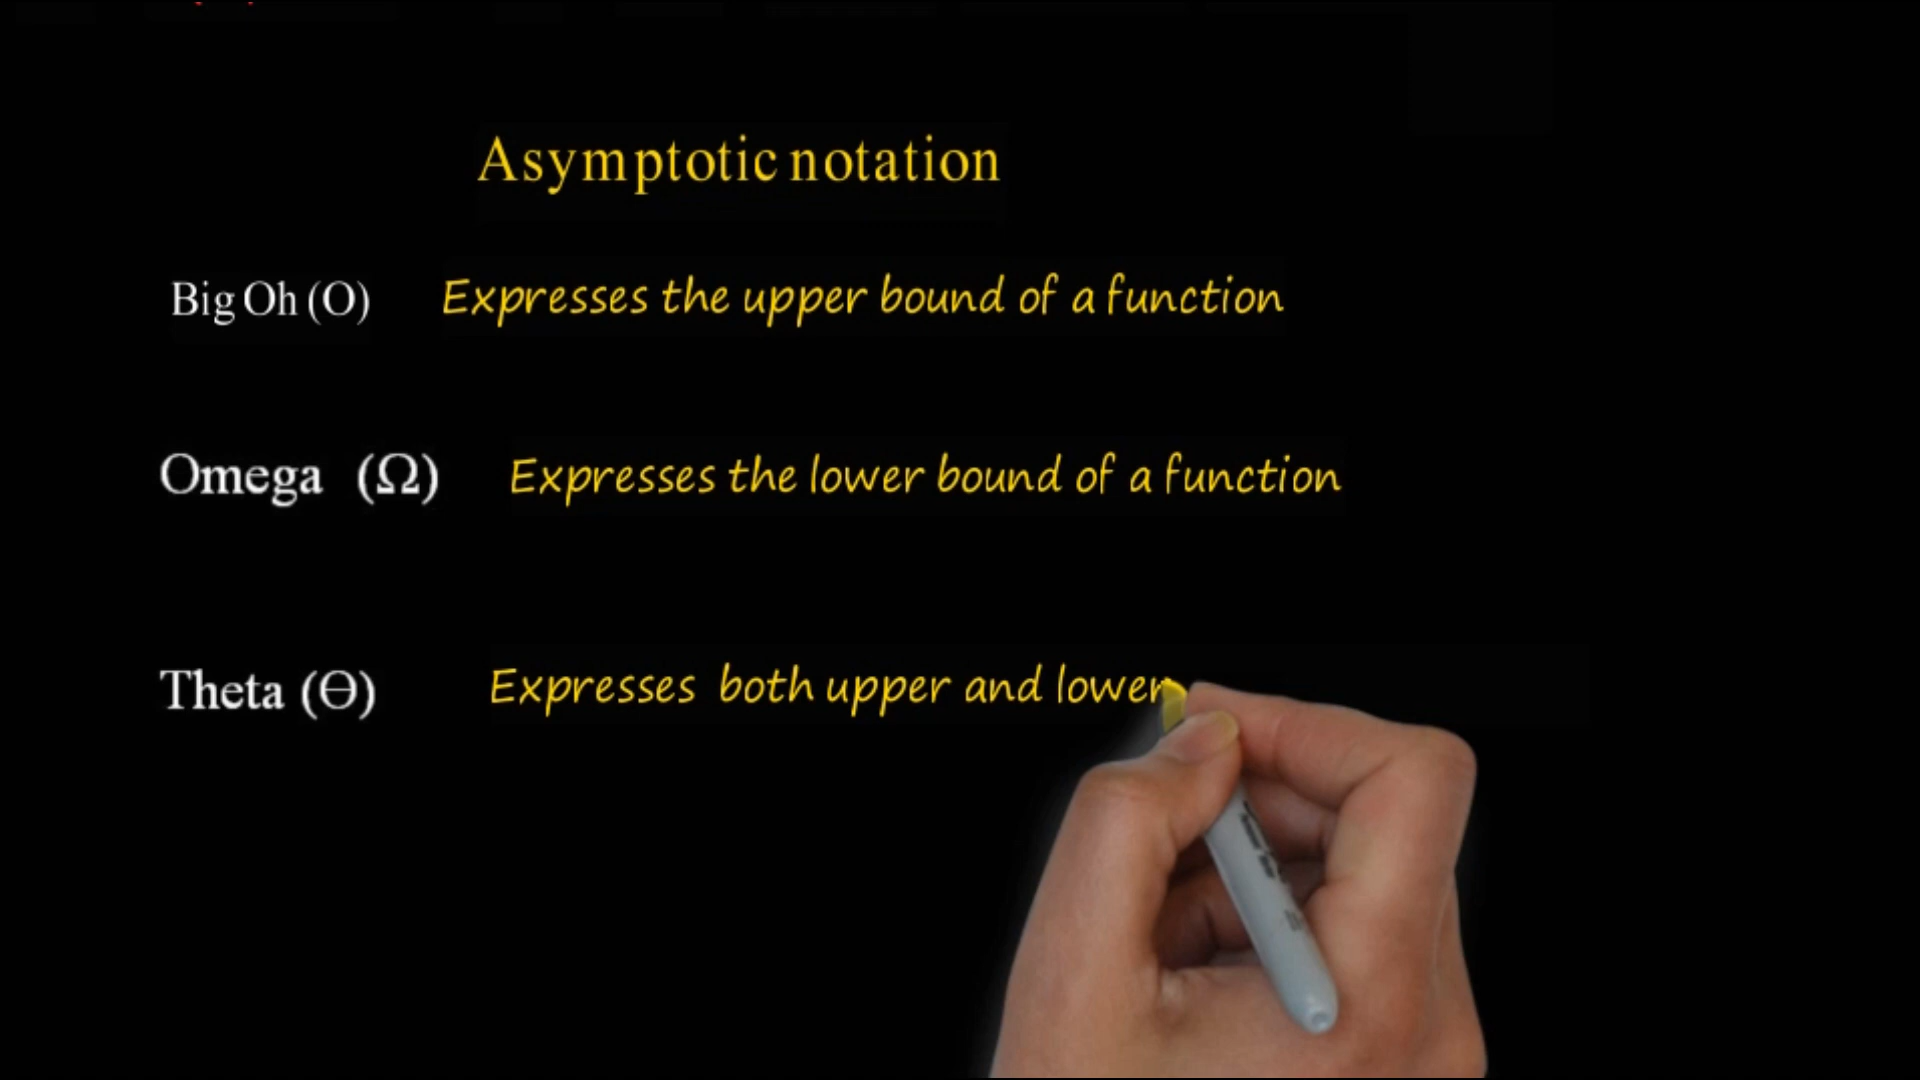 Asymptotic notation
Big Oh (O) Expresses the upper bound of a function
Omega (Ω) Expresses the lower bound of a function
Theta (Θ) Expresses both upper and lower